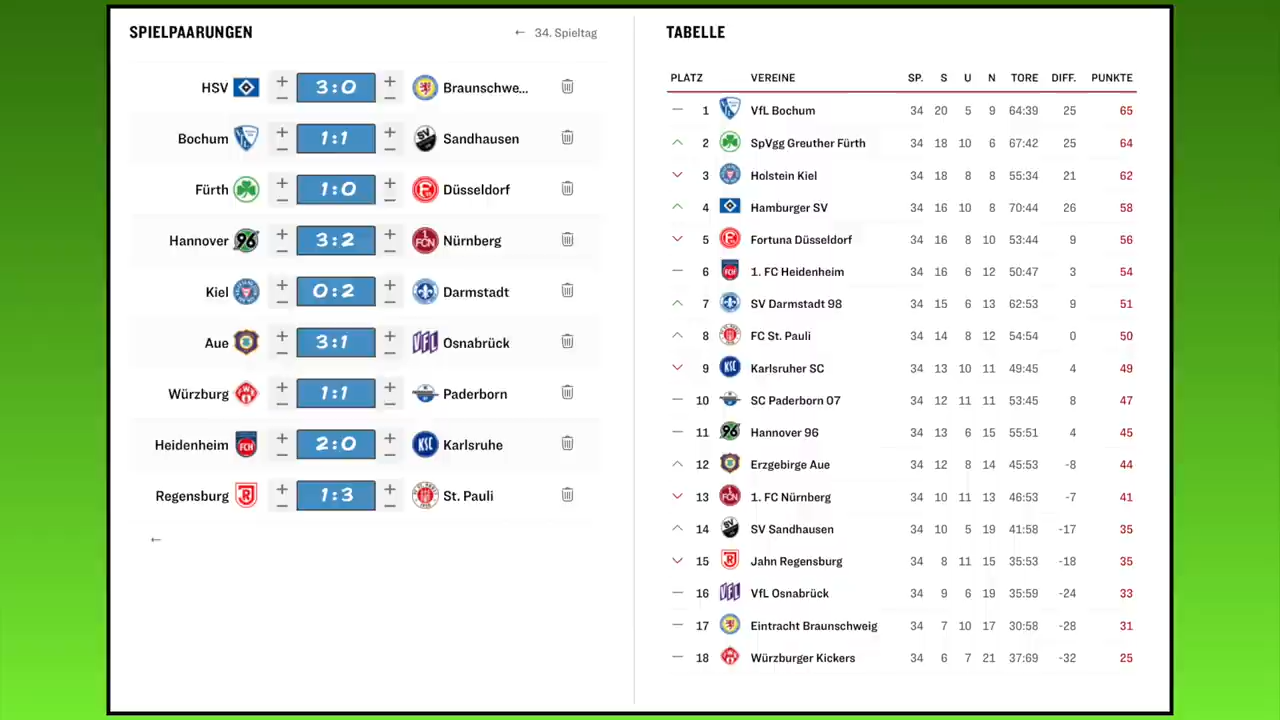 SPIELPAARUNGEN
← 34. Spieltag
HSV + − 3:0 + − Braunschwe...
Bochum + − 1:1 + − Sandhausen
Fürth + − 1:0 + − Düsseldorf
Hannover 96 + − 3:2 + − 1. FCN Nürnberg
Kiel + − 0:2 + − Darmstadt
Aue + − 3:1 + − VfL Osnabrück
Würzburg + − 1:1 + − Paderborn
Heidenheim FCH + − 2:0 + − KSC Karlsruhe
Regensburg R + − 1:3 + − St. Pauli
←
TABELLE
PLATZ VEREINE SP. S U N TORE DIFF. PUNKTE
1 VfL Bochum 34 20 5 9 64:39 25 65
2 SpVgg Greuther Fürth 34 18 10 6 67:42 25 64
3 Holstein Kiel 34 18 8 8 55:34 21 62
4 Hamburger SV 34 16 10 8 70:44 26 58
5 Fortuna Düsseldorf 34 16 8 10 53:44 9 56
6 1. FC Heidenheim 34 16 6 12 50:47 3 54
7 SV Darmstadt 98 34 15 6 13 62:53 9 51
8 FC St. Pauli 34 14 8 12 54:54 0 50
9 Karlsruher SC 34 13 10 11 49:45 4 49
10 SC Paderborn 07 34 12 11 11 53:45 8 47
11 Hannover 96 34 13 6 15 55:51 4 45
12 Erzgebirge Aue 34 12 8 14 45:53 -8 44
13 1. FC Nürnberg 34 10 11 13 46:53 -7 41
14 SV Sandhausen 34 10 5 19 41:58 -17 35
15 Jahn Regensburg 34 8 11 15 35:53 -18 35
16 VfL Osnabrück 34 9 6 19 35:59 -24 33
17 Eintracht Braunschweig 34 7 10 17 30:58 -28 31
18 Würzburger Kickers 34 6 7 21 37:69 -32 25